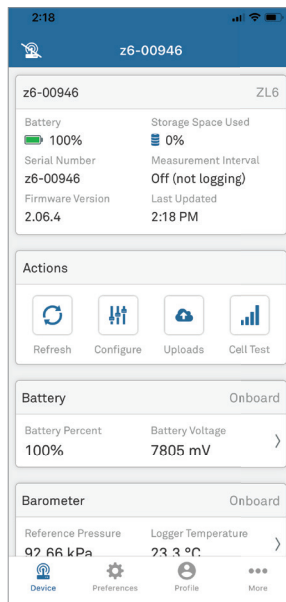 2:18
z6-00946
z6-00946 ZL6
Battery Storage Space Used
100% 0%
Serial Number Measurement Interval
z6-00946 Off (not logging)
Firmware Version Last Updated
2.06.4 2:18 PM
Actions
Refresh Configure Uploads Cell Test
Battery Onboard
Battery Percent Battery Voltage
100% 7805 mV
Barometer Onboard
Reference Pressure Logger Temperature
92.66 kPa 23.3 °C
Device Preferences Profile More